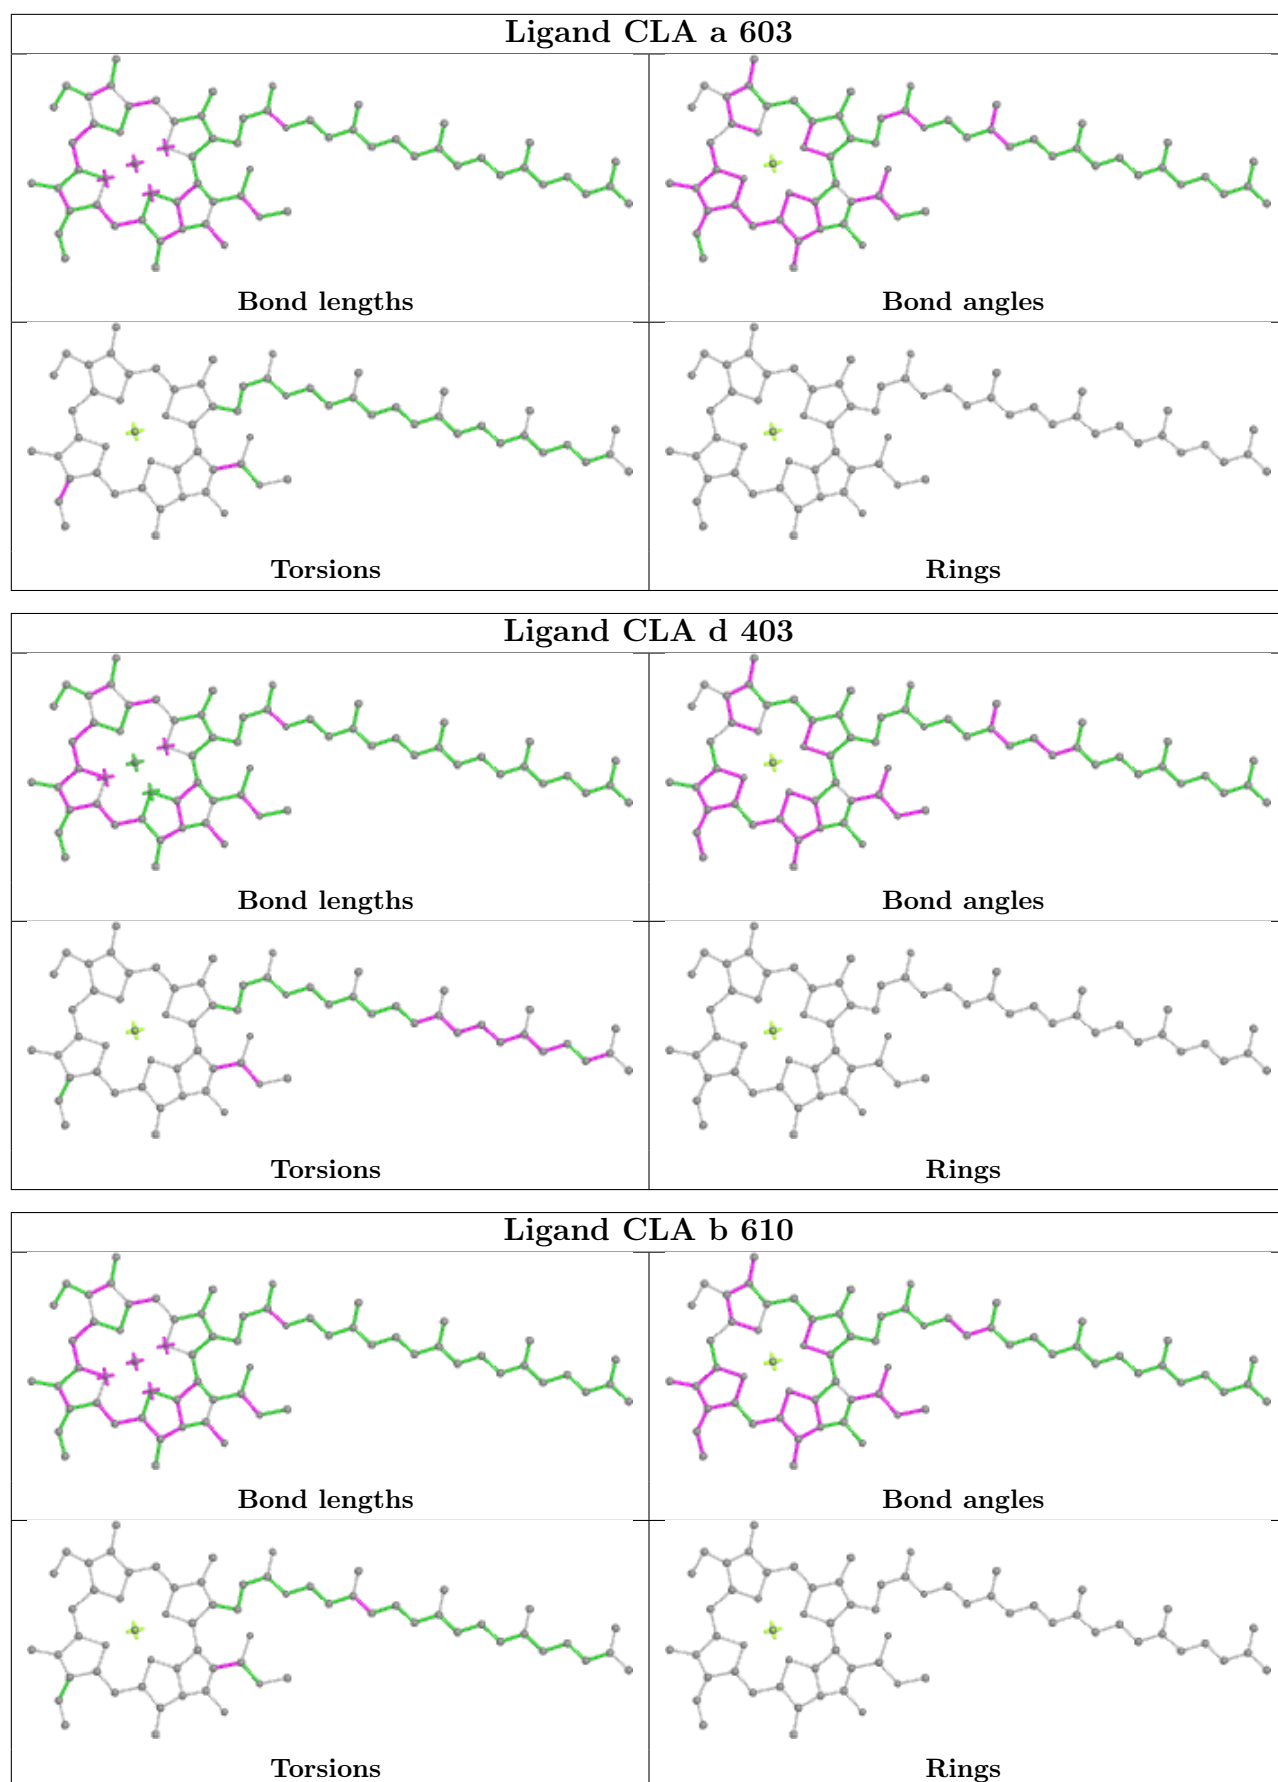 Ligand CLA a 603
Bond lengths
Bond angles
Torsions
Rings
Ligand CLA d 403
Bond lengths
Bond angles
Torsions
Rings
Ligand CLA b 610
Bond lengths
Bond angles
Torsions
Rings